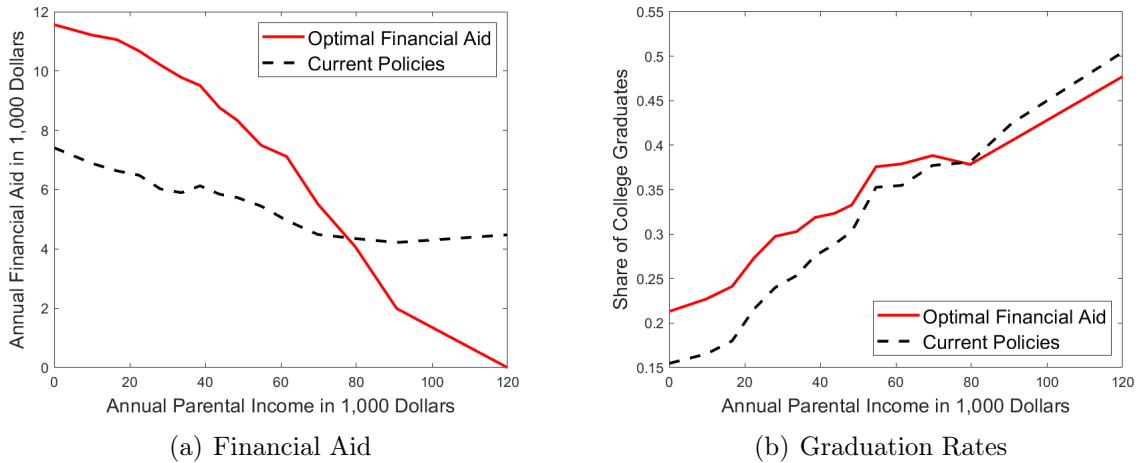 Annual Financial Aid in 1,000 Dollars
12
10
8
6
4
2
0
Optimal Financial Aid
Current Policies
0 20 40 60 80 100 120
Annual Parental Income in 1,000 Dollars
(a) Financial Aid
Share of College Graduates
0.55
0.5
0.45
0.4
0.35
0.3
0.25
0.2
0.15
Optimal Financial Aid
Current Policies
0 20 40 60 80 100 120
Annual Parental Income in 1,000 Dollars
(b) Graduation Rates